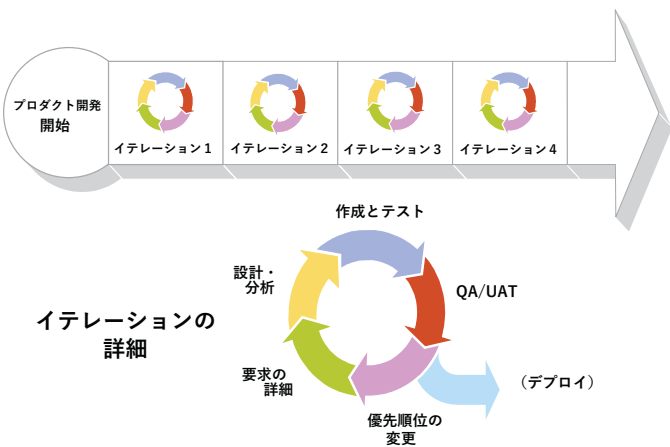 プロダクト開発
開始
イテレーション 1
イテレーション 2
イテレーション 3
イテレーション 4
作成とテスト
設計・
分析
QA/UAT
イテレーションの
詳細
要求の
詳細
（デプロイ）
優先順位の
変更